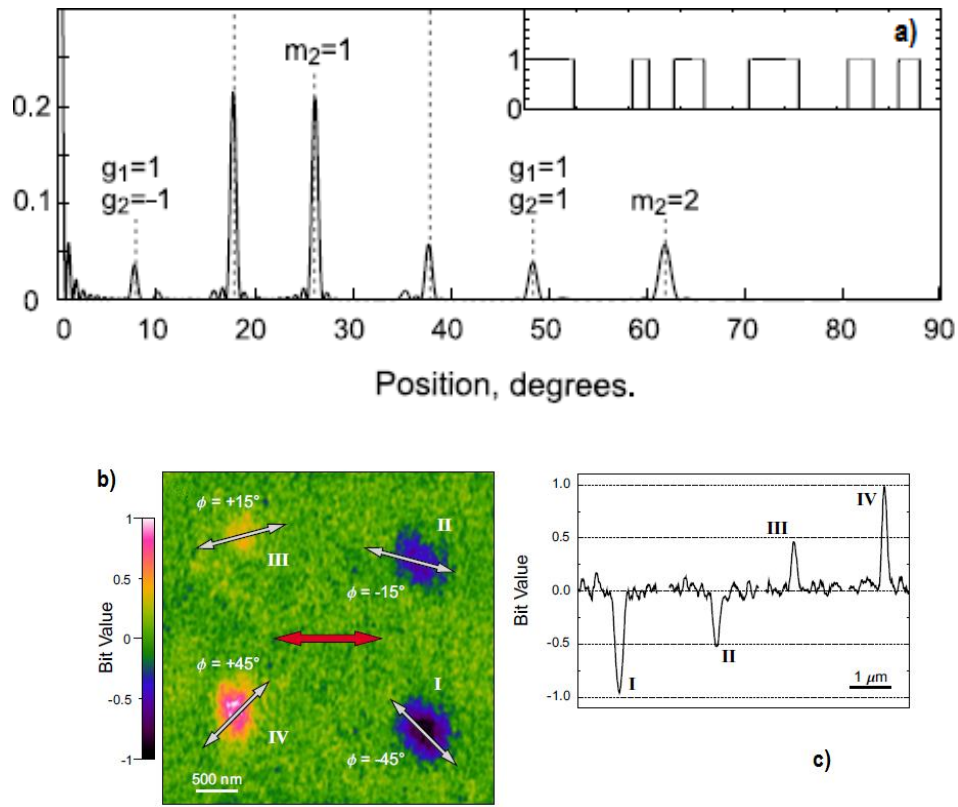 a)
m₂=1
1
0
0.2
g₁=1
g₂=-1
g₁=1
g₂=1
m₂=2
0.1
0
0 10 20 30 40 50 60 70 80 90
Position, degrees.
b)
ϕ = +15°
II
III
ϕ = -15°
Bit Value
1
0.5
0
-0.5
-1
ϕ = +45°
I
IV
ϕ = -45°
500 nm
1.0
IV
III
0.5
Bit Value
0.0
-0.5
II
1 μm
I
-1.0
c)